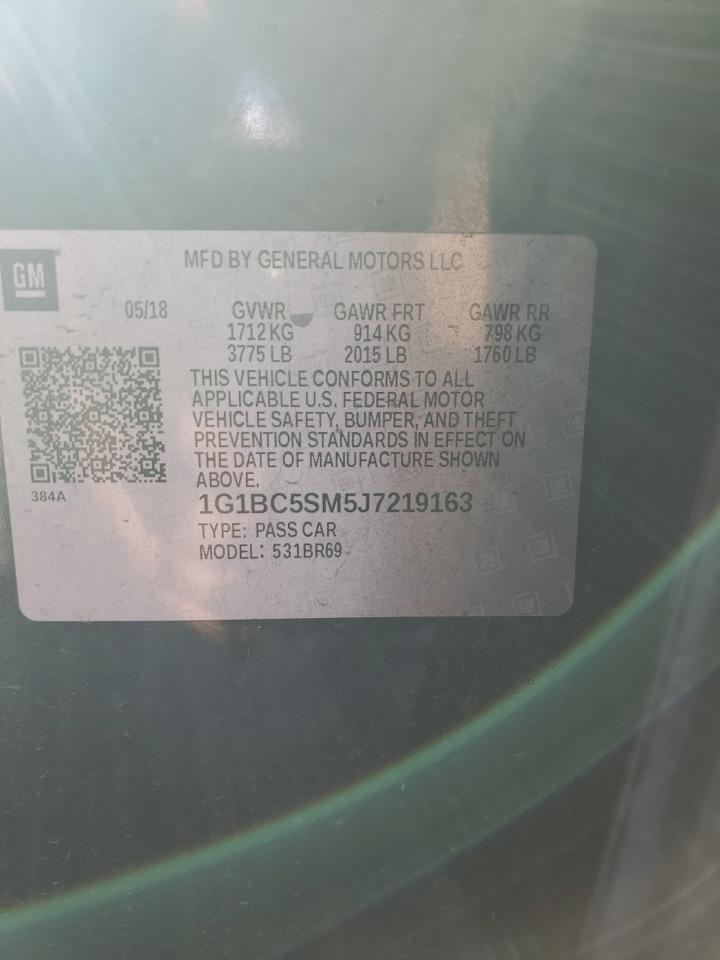 GM
MFD BY GENERAL MOTORS LLC
05/18 GVWR GAWR FRT GAWR RR
1712 KG 914 KG 798 KG
3775 LB 2015 LB 1760 LB
THIS VEHICLE CONFORMS TO ALL
APPLICABLE U.S. FEDERAL MOTOR
VEHICLE SAFETY, BUMPER, AND THEFT
PREVENTION STANDARDS IN EFFECT ON
THE DATE OF MANUFACTURE SHOWN
ABOVE.
384A
1G1BC5SM5J7219163
TYPE: PASS CAR
MODEL: 531BR69